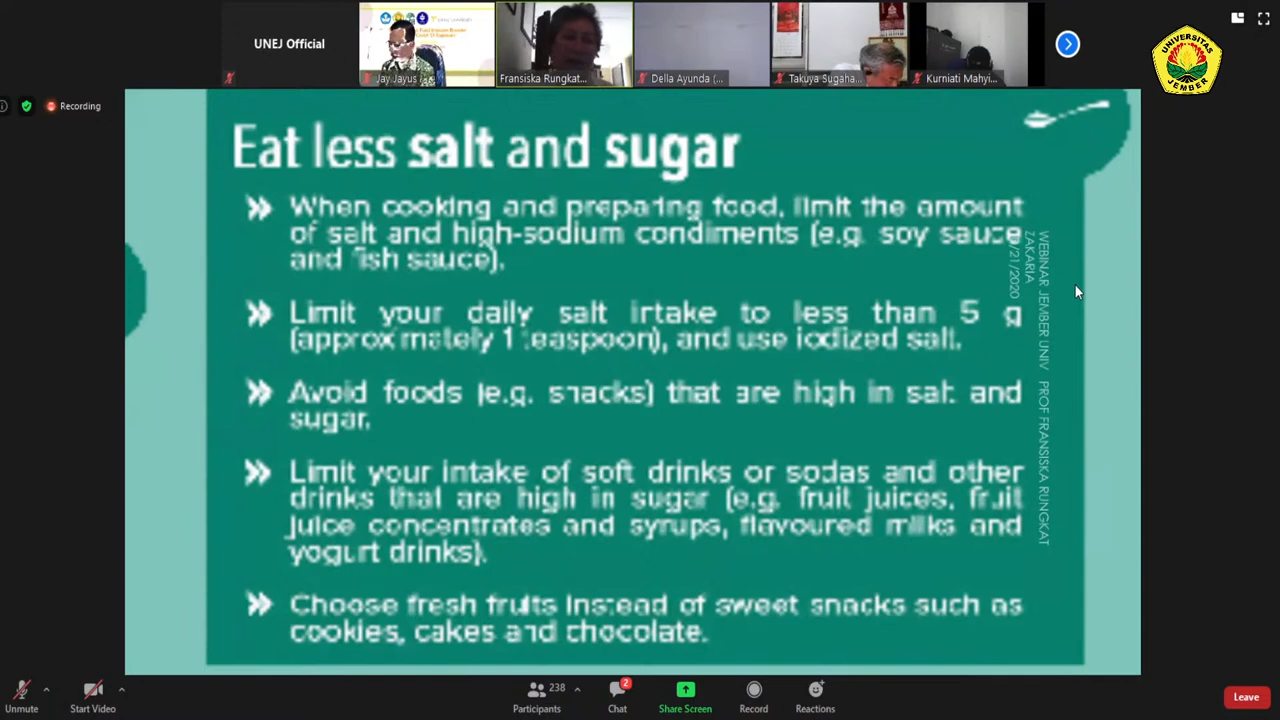 UNEJ Official
Jay Jayus
Fransiska Rungkat...
Della Ayunda (...
Takuya Sugaha...
Kurniati Mahyi...
UNIVERSITAS
JEMBER
Recording
Eat less salt and sugar
When cooking and preparing food, limit the amount
of salt and high-sodium condiments (e.g. soy sauce
and fish sauce).
Limit your daily salt intake to less than 5 g
(approximately 1 teaspoon), and use iodized salt.
Avoid foods (e.g. snacks) that are high in salt and
sugar.
Limit your intake of soft drinks or sodas and other
drinks that are high in sugar (e.g. fruit juices, fruit
juice concentrates and syrups, flavoured milks and
yogurt drinks).
Choose fresh fruits instead of sweet snacks such as
cookies, cakes and chocolate.
WEBINAR JEMBER UNIV PROF FRANSISKA RUNGKAT
ZAKARIA
/21/2020
Unmute
Start Video
238
Participants
2
Chat
Share Screen
Record
Reactions
Leave